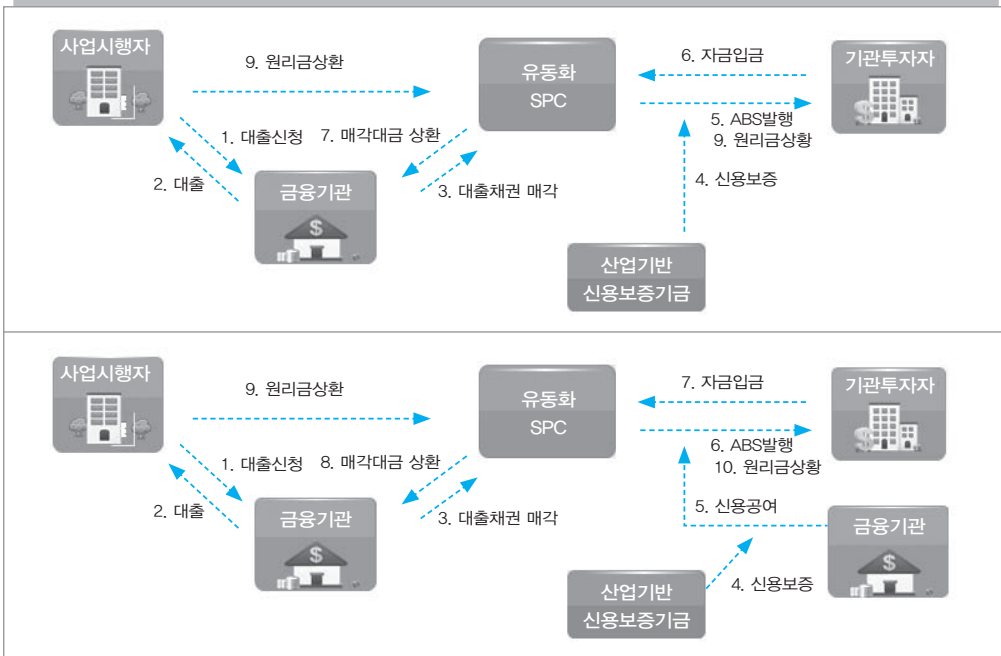 사업시행자
9. 원리금상환
유동화
SPC
6. 자금입금
기관투자자
5. ABS발행
9. 원리금상황
1. 대출신청
7. 매각대금 상환
2. 대출
금융기관
3. 대출채권 매각
4. 신용보증
$
$
산업기반
신용보증기금
사업시행자
9. 원리금상환
유동화
SPC
7. 자금입금
기관투자자
6. ABS발행
10. 원리금상황
1. 대출신청
8. 매각대금 상환
2. 대출
금융기관
3. 대출채권 매각
5. 신용공여
$
금융기관
$
$
산업기반
신용보증기금
4. 신용보증